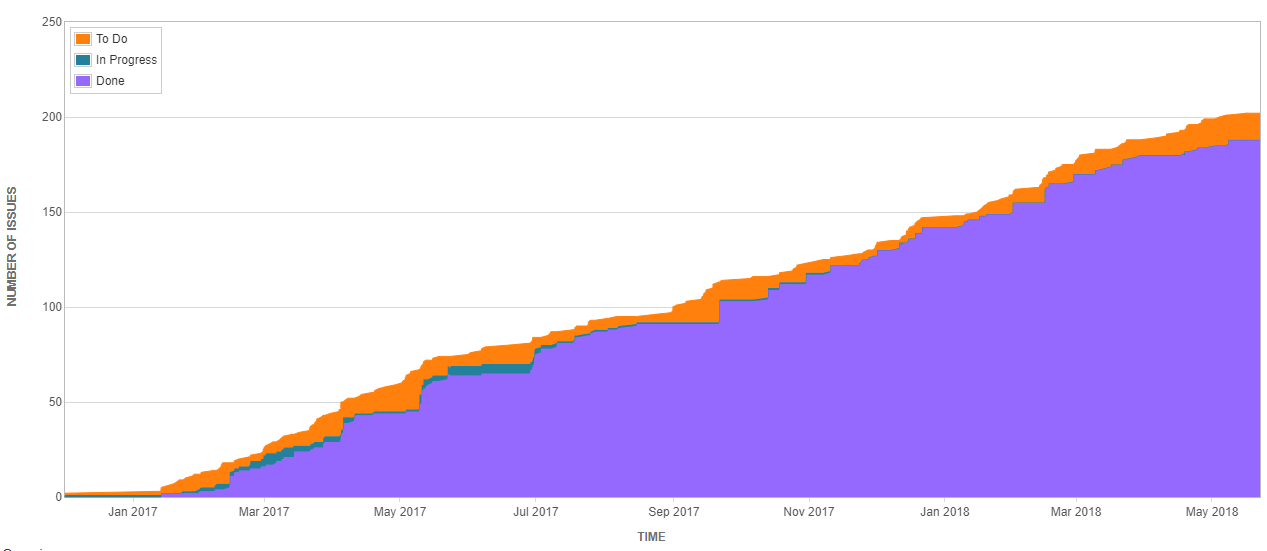 250
200
150
100
50
0
NUMBER OF ISSUES
To Do
In Progress
Done
Jan 2017
Mar 2017
May 2017
Jul 2017
Sep 2017
Nov 2017
Jan 2018
Mar 2018
May 2018
TIME